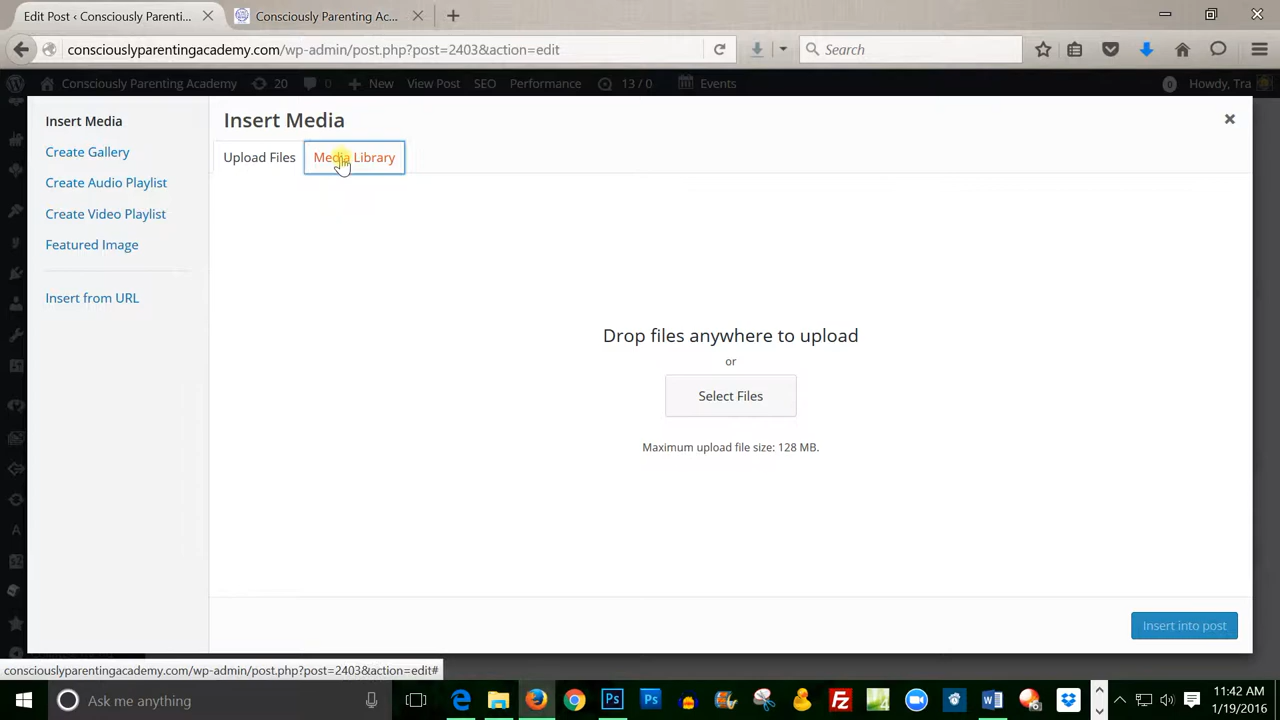 Edit Post ‹ Consciously Parenti...
Consciously Parenting Ac...
consciouslyparentingacademy.com/wp-admin/post.php?post=2403&action=edit
Search
Consciously Parenting Academy
20
0
New
View Post
SEO
Performance
13 / 0
Events
Howdy, Tra
Insert Media
Create Gallery
Create Audio Playlist
Create Video Playlist
Featured Image
Insert from URL
Insert Media
Upload Files
Media Library
Drop files anywhere to upload
or
Select Files
Maximum upload file size: 128 MB.
Insert into post
consciouslyparentingacademy.com/wp-admin/post.php?post=2403&action=edit#
Ask me anything
11:42 AM
1/19/2016